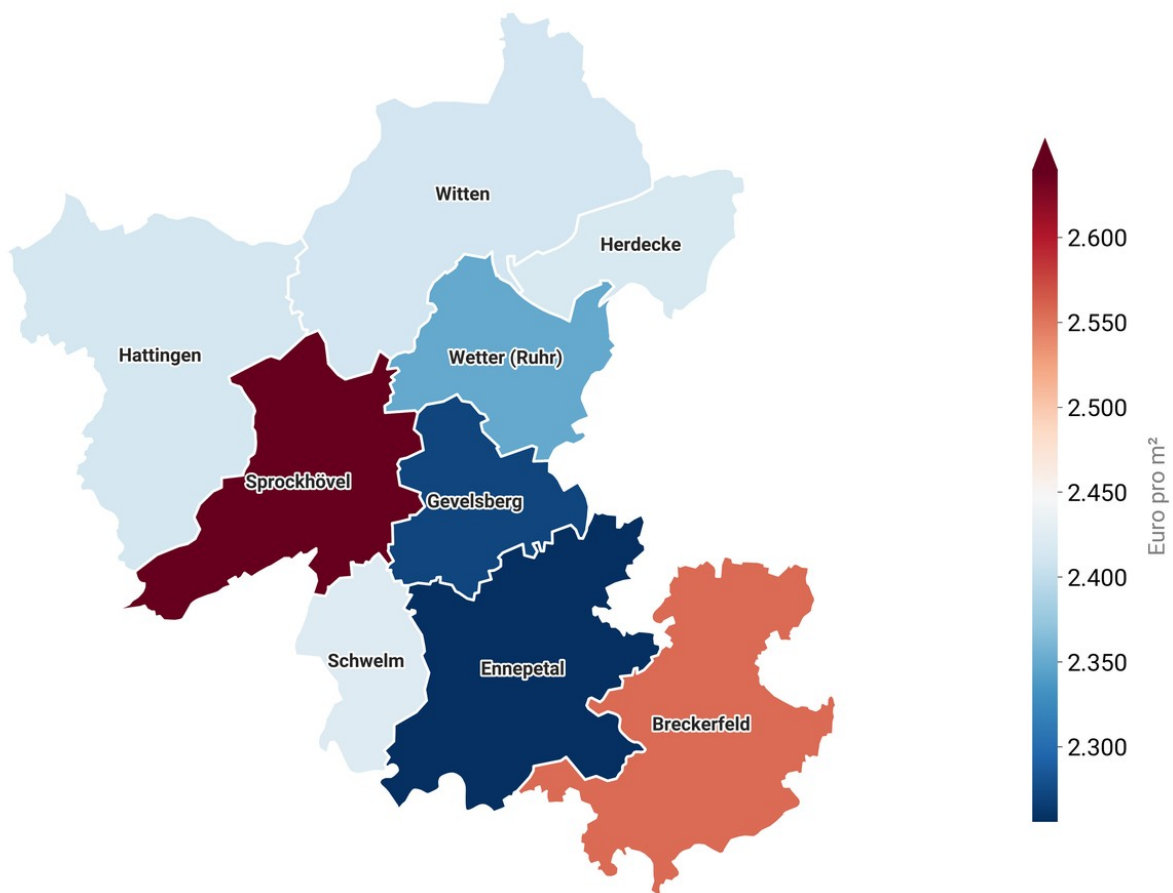 Witten
Herdecke
Hattingen
Wetter (Ruhr)
Sprockhövel
Gevelsberg
Schwelm
Ennepetal
Breckerfeld
2.600
2.550
2.500
2.450
2.400
2.350
2.300
Euro pro m²